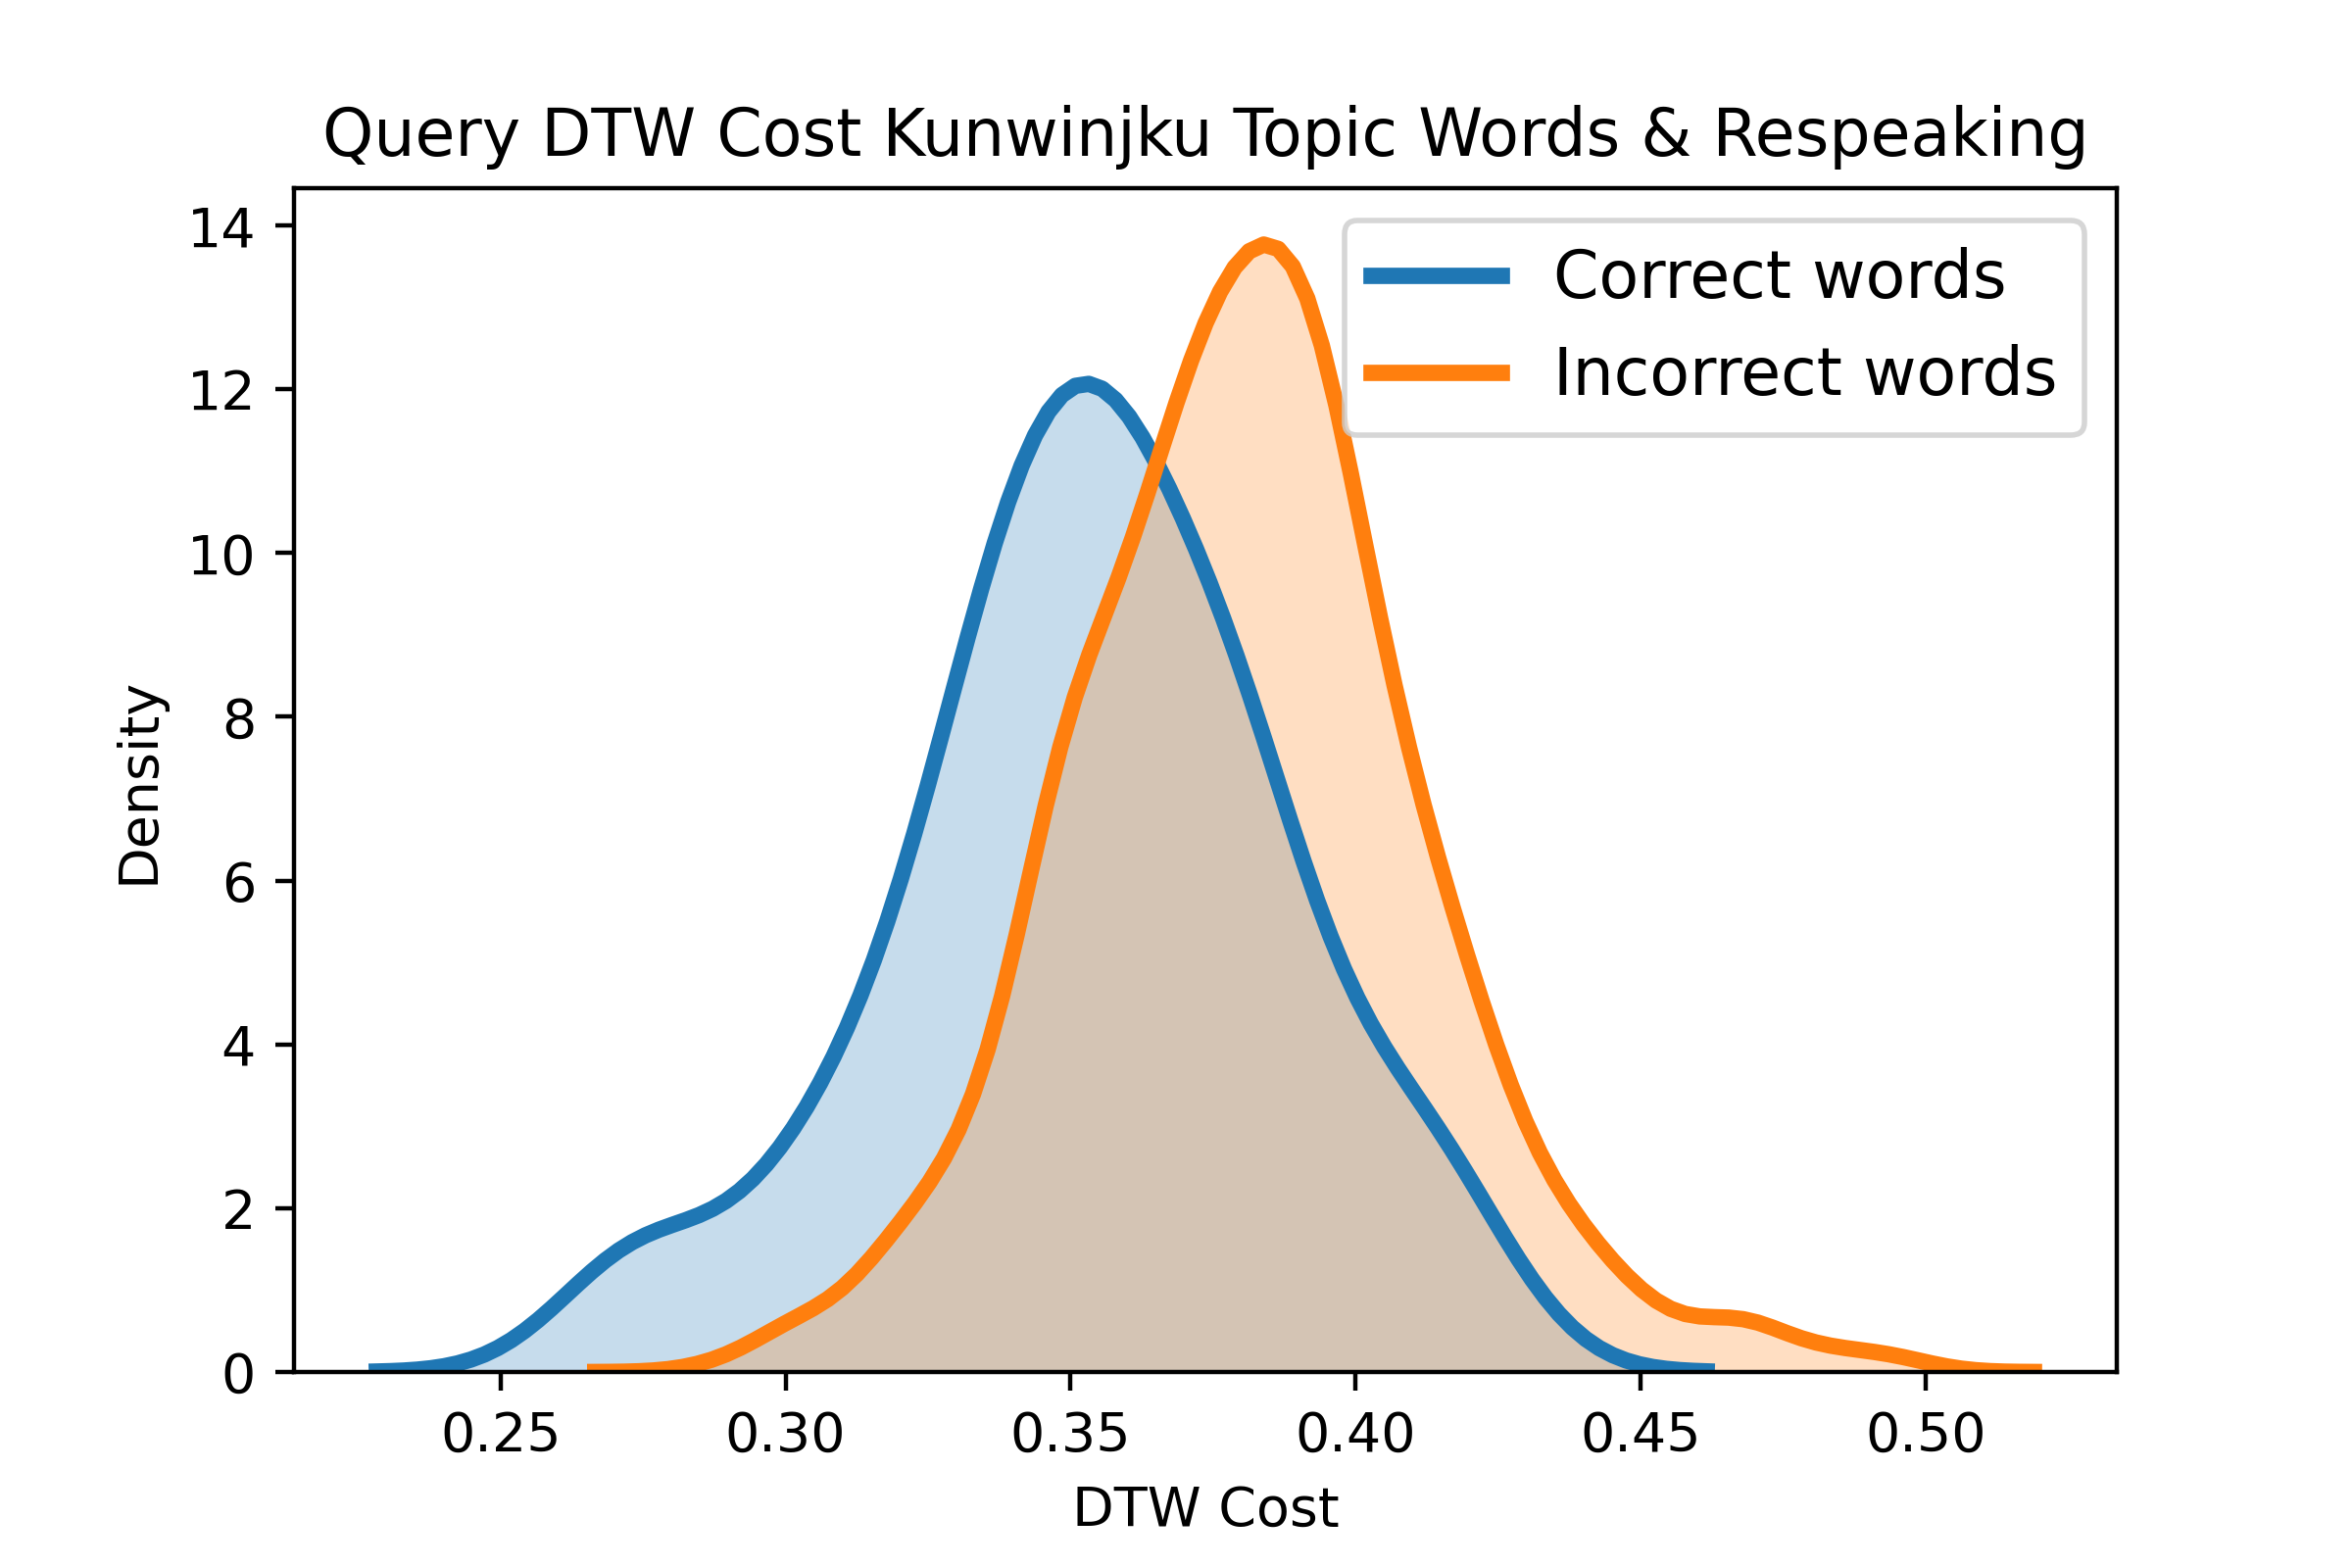 Query DTW Cost Kunwinjku Topic Words & Respeaking
Correct words
Incorrect words
14
12
10
8
6
4
2
0
Density
0.25 0.30 0.35 0.40 0.45 0.50
DTW Cost